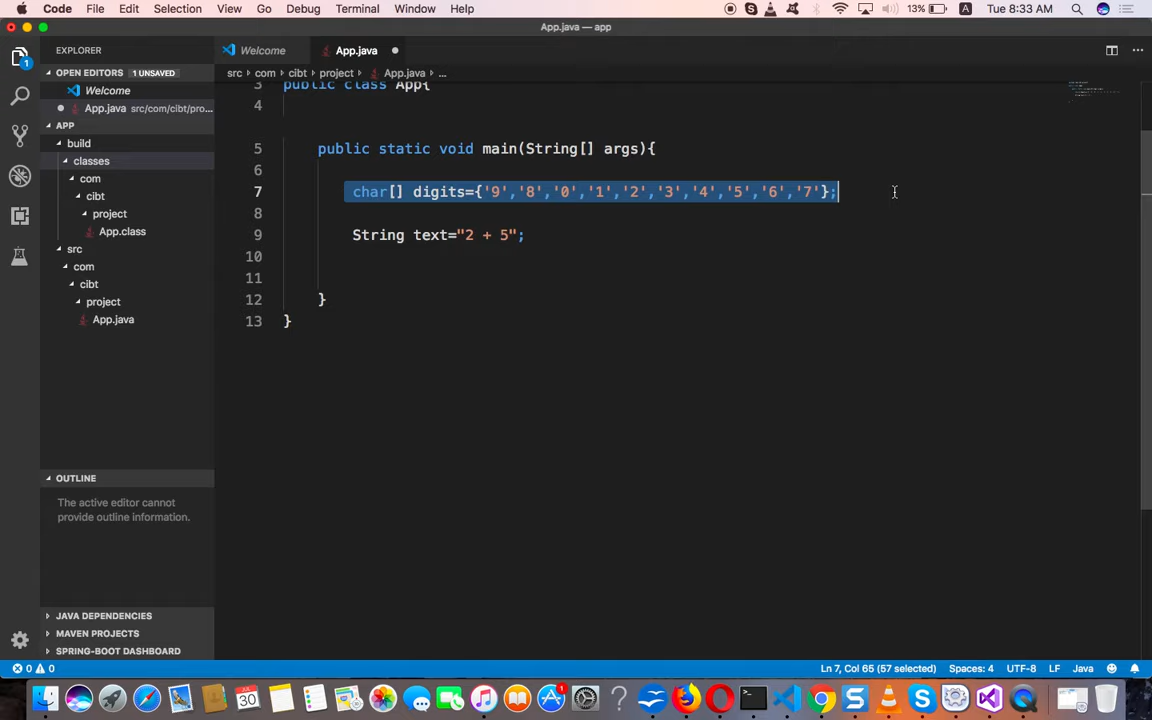 Code File Edit Selection View Go Debug Terminal Window Help 13% A Tue 8:33 AM
App.java — app
EXPLORER
Welcome
App.java
OPEN EDITORS 1 UNSAVED
Welcome
App.java src/com/cibt/pro...
APP
build
classes
com
cibt
project
App.class
src
com
cibt
project
App.java
OUTLINE
The active editor cannot
provide outline information.
JAVA DEPENDENCIES
MAVEN PROJECTS
SPRING-BOOT DASHBOARD
src › com › cibt › project › App.java › ...
3 public class App{
4
5 public static void main(String[] args){
6
7 char[] digits={'9','8','0','1','2','3','4','5','6','7'};
8
9 String text="2 + 5";
10
11
12 }
13 }
0 0 Ln 7, Col 65 (57 selected) Spaces: 4 UTF-8 LF Java
1
JUL
30
1